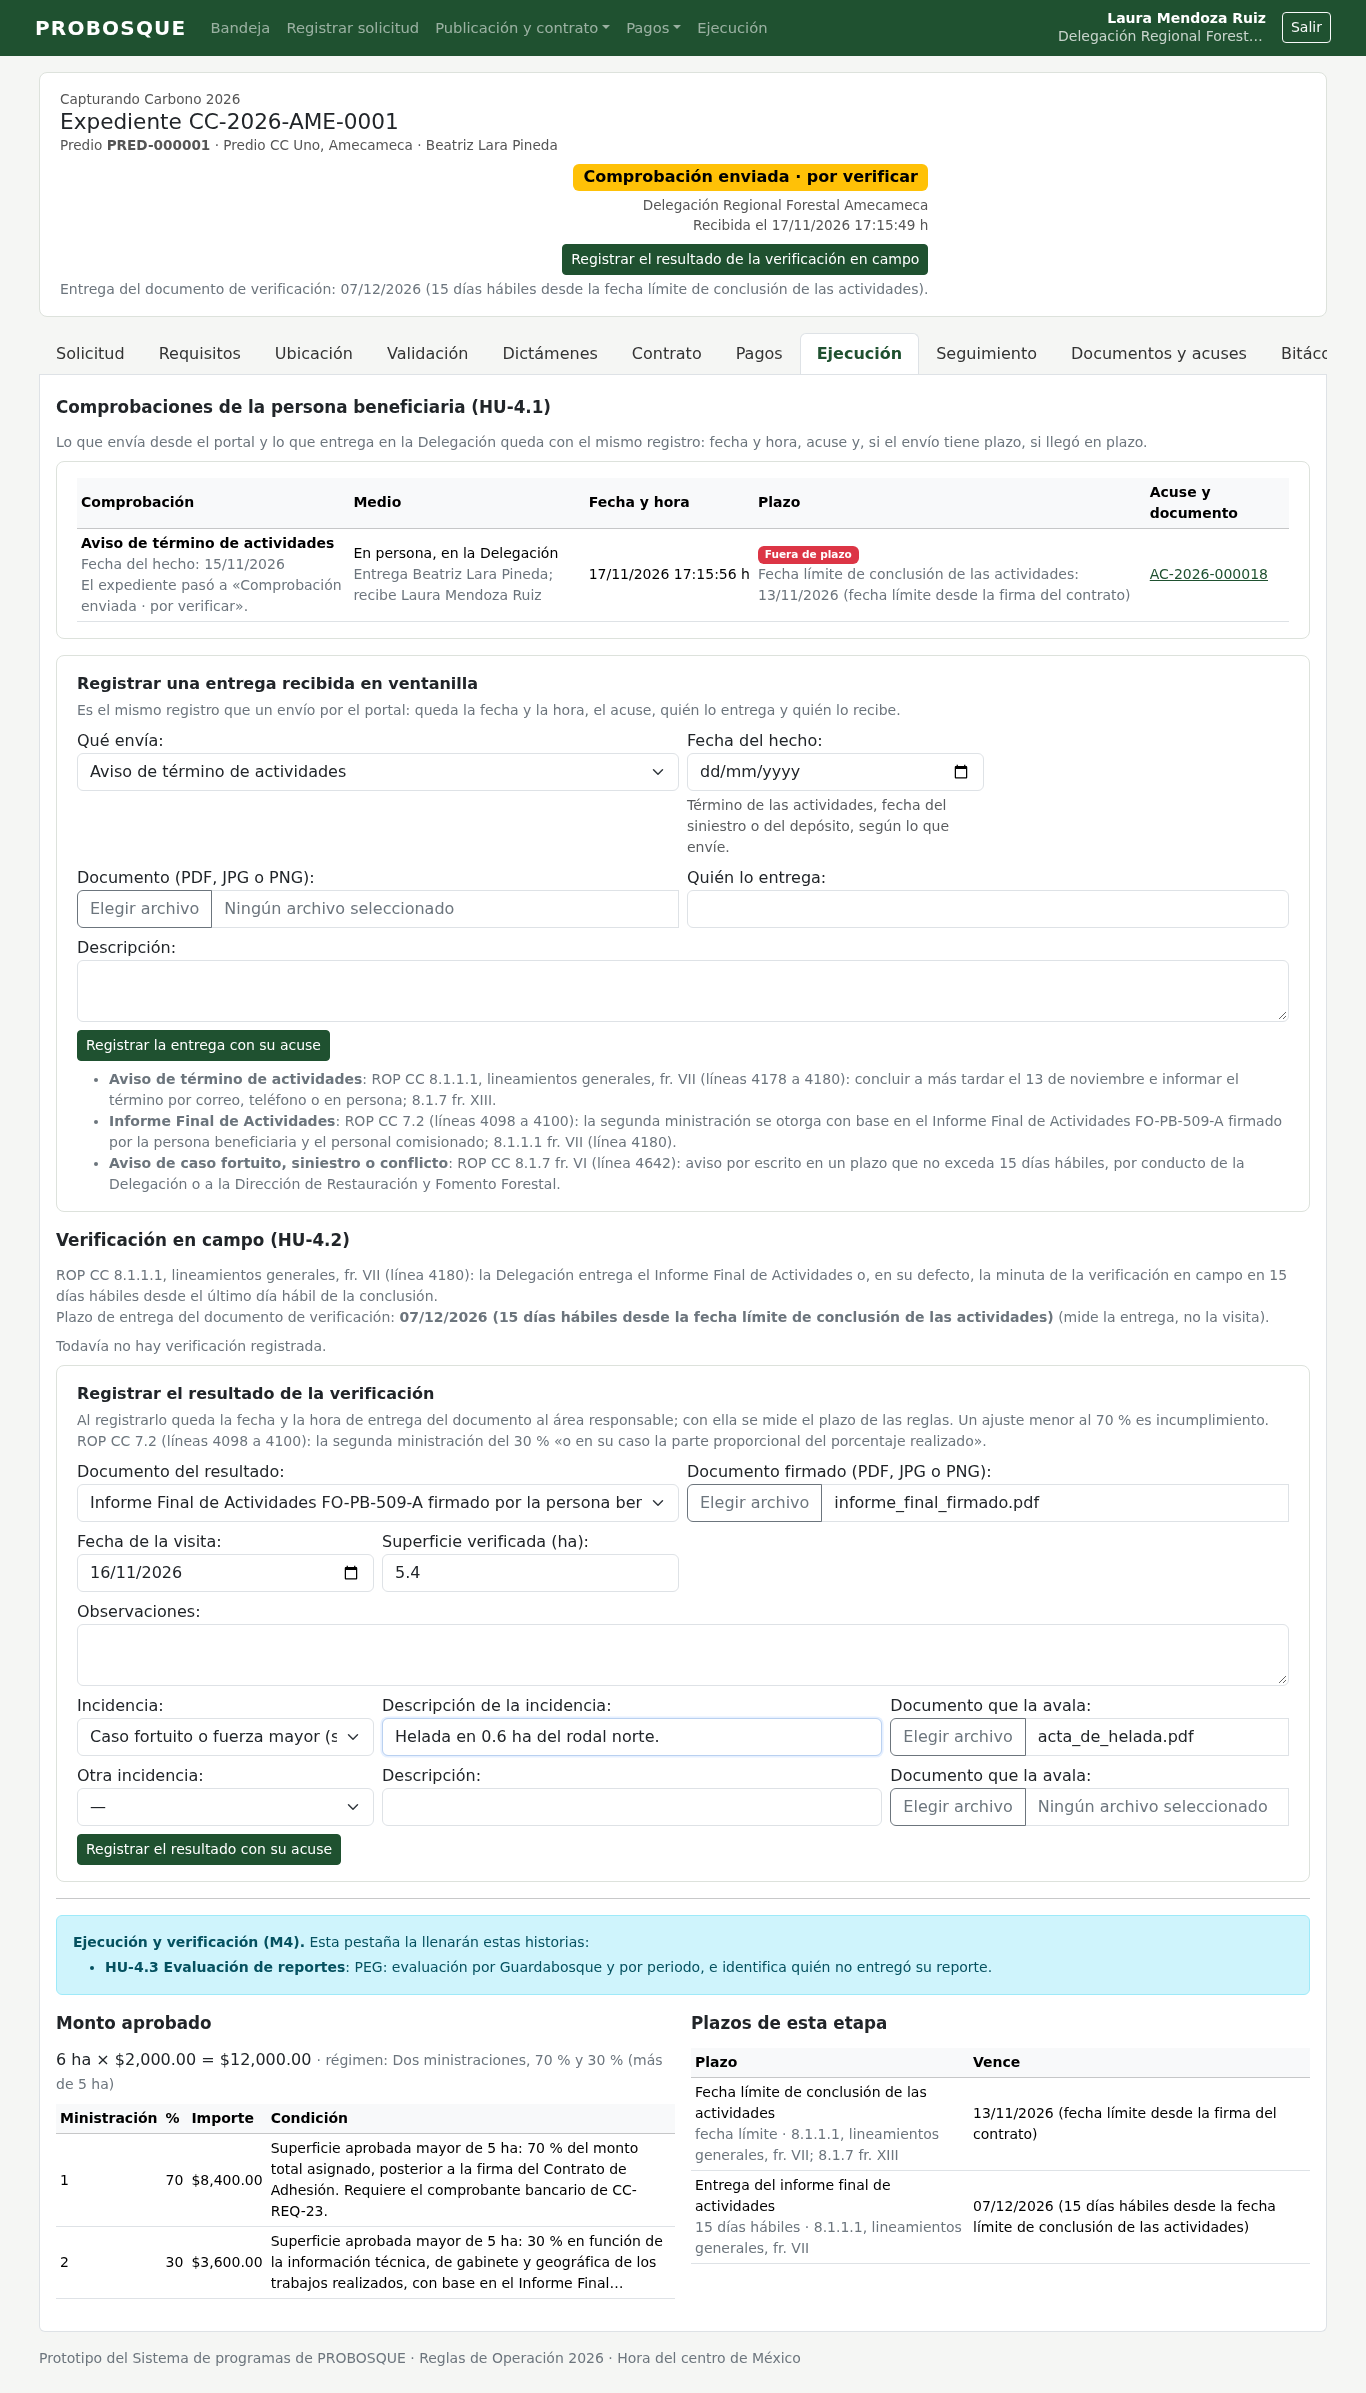 PROBOSQUE
Bandeja
Registrar solicitud
Publicación y contrato
Pagos
Ejecución
Laura Mendoza Ruiz
Delegación Regional Forest...
Salir
Capturando Carbono 2026
Expediente CC-2026-AME-0001
Predio PRED-000001 · Predio CC Uno, Amecameca · Beatriz Lara Pineda
Comprobación enviada · por verificar
Delegación Regional Forestal Amecameca
Recibida el 17/11/2026 17:15:49 h
Registrar el resultado de la verificación en campo
Entrega del documento de verificación: 07/12/2026 (15 días hábiles desde la fecha límite de conclusión de las actividades).
Solicitud
Requisitos
Ubicación
Validación
Dictámenes
Contrato
Pagos
Ejecución
Seguimiento
Documentos y acuses
Comprobaciones de la persona beneficiaria (HU-4.1)
Lo que envía desde el portal y lo que entrega en la Delegación queda con el mismo registro: fecha y hora, acuse y, si el envío tiene plazo, si llegó en plazo.
Comprobación
Medio
Fecha y hora
Plazo
Acuse y
documento
Aviso de término de actividades
Fecha del hecho: 15/11/2026
El expediente pasó a «Comprobación
enviada · por verificar».
En persona, en la Delegación
Entrega Beatriz Lara Pineda;
recibe Laura Mendoza Ruiz
17/11/2026 17:15:56 h
Fuera de plazo
Fecha límite de conclusión de las actividades:
13/11/2026 (fecha límite desde la firma del contrato)
AC-2026-000018
Registrar una entrega recibida en ventanilla
Es el mismo registro que un envío por el portal: queda la fecha y la hora, el acuse, quién lo entrega y quién lo recibe.
Qué envía:
Aviso de término de actividades
Fecha del hecho:
dd/mm/yyyy
Término de las actividades, fecha del
siniestro o del depósito, según lo que
envíe.
Documento (PDF, JPG o PNG):
Elegir archivo
Ningún archivo seleccionado
Quién lo entrega:
Descripción:
Registrar la entrega con su acuse
• Aviso de término de actividades: ROP CC 8.1.1.1, lineamientos generales, fr. VII (líneas 4178 a 4180): concluir a más tardar el 13 de noviembre e informar el
término por correo, teléfono o en persona; 8.1.7 fr. XIII.
• Informe Final de Actividades: ROP CC 7.2 (líneas 4098 a 4100): la segunda ministración se otorga con base en el Informe Final de Actividades FO-PB-509-A firmado
por la persona beneficiaria y el personal comisionado; 8.1.1.1 fr. VII (línea 4180).
• Aviso de caso fortuito, siniestro o conflicto: ROP CC 8.1.7 fr. VI (línea 4642): aviso por escrito en un plazo que no exceda 15 días hábiles, por conducto de la
Delegación o a la Dirección de Restauración y Fomento Forestal.
Verificación en campo (HU-4.2)
ROP CC 8.1.1.1, lineamientos generales, fr. VII (línea 4180): la Delegación entrega el Informe Final de Actividades o, en su defecto, la minuta de la verificación en campo en 15
días hábiles desde el último día hábil de la conclusión.
Plazo de entrega del documento de verificación: 07/12/2026 (15 días hábiles desde la fecha límite de conclusión de las actividades) (mide la entrega, no la visita).
Todavía no hay verificación registrada.
Registrar el resultado de la verificación
Al registrarlo queda la fecha y la hora de entrega del documento al área responsable; con ella se mide el plazo de las reglas. Un ajuste menor al 70 % es incumplimiento.
ROP CC 7.2 (líneas 4098 a 4100): la segunda ministración del 30 % «o en su caso la parte proporcional del porcentaje realizado».
Documento del resultado:
Informe Final de Actividades FO-PB-509-A firmado por la persona ber
Documento firmado (PDF, JPG o PNG):
Elegir archivo
informe_final_firmado.pdf
Fecha de la visita:
16/11/2026
Superficie verificada (ha):
5.4
Observaciones:
Incidencia:
Caso fortuito o fuerza mayor (s
Descripción de la incidencia:
Helada en 0.6 ha del rodal norte.
Documento que la avala:
Elegir archivo
acta_de_helada.pdf
Otra incidencia:
—
Descripción:
Documento que la avala:
Elegir archivo
Ningún archivo seleccionado
Registrar el resultado con su acuse
Ejecución y verificación (M4). Esta pestaña la llenarán estas historias:
• HU-4.3 Evaluación de reportes: PEG: evaluación por Guardabosque y por periodo, e identifica quién no entregó su reporte.
Monto aprobado
6 ha × $2,000.00 = $12,000.00 · régimen: Dos ministraciones, 70 % y 30 % (más
de 5 ha)
Ministración
%
Importe
Condición
1
70
$8,400.00
Superficie aprobada mayor de 5 ha: 70 % del monto
total asignado, posterior a la firma del Contrato de
Adhesión. Requiere el comprobante bancario de CC-
REQ-23.
2
30
$3,600.00
Superficie aprobada mayor de 5 ha: 30 % en función de
la información técnica, de gabinete y geográfica de los
trabajos realizados, con base en el Informe Final...
Plazos de esta etapa
Plazo
Vence
Fecha límite de conclusión de las
actividades
fecha límite · 8.1.1.1, lineamientos
generales, fr. VII; 8.1.7 fr. XIII
13/11/2026 (fecha límite desde la firma del
contrato)
Entrega del informe final de
actividades
15 días hábiles · 8.1.1.1, lineamientos
generales, fr. VII
07/12/2026 (15 días hábiles desde la fecha
límite de conclusión de las actividades)
Prototipo del Sistema de programas de PROBOSQUE · Reglas de Operación 2026 · Hora del centro de México